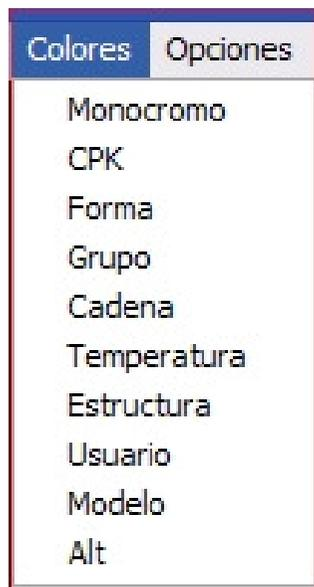 Colores Opciones
Monocromo
CPK
Forma
Grupo
Cadena
Temperatura
Estructura
Usuario
Modelo
Alt